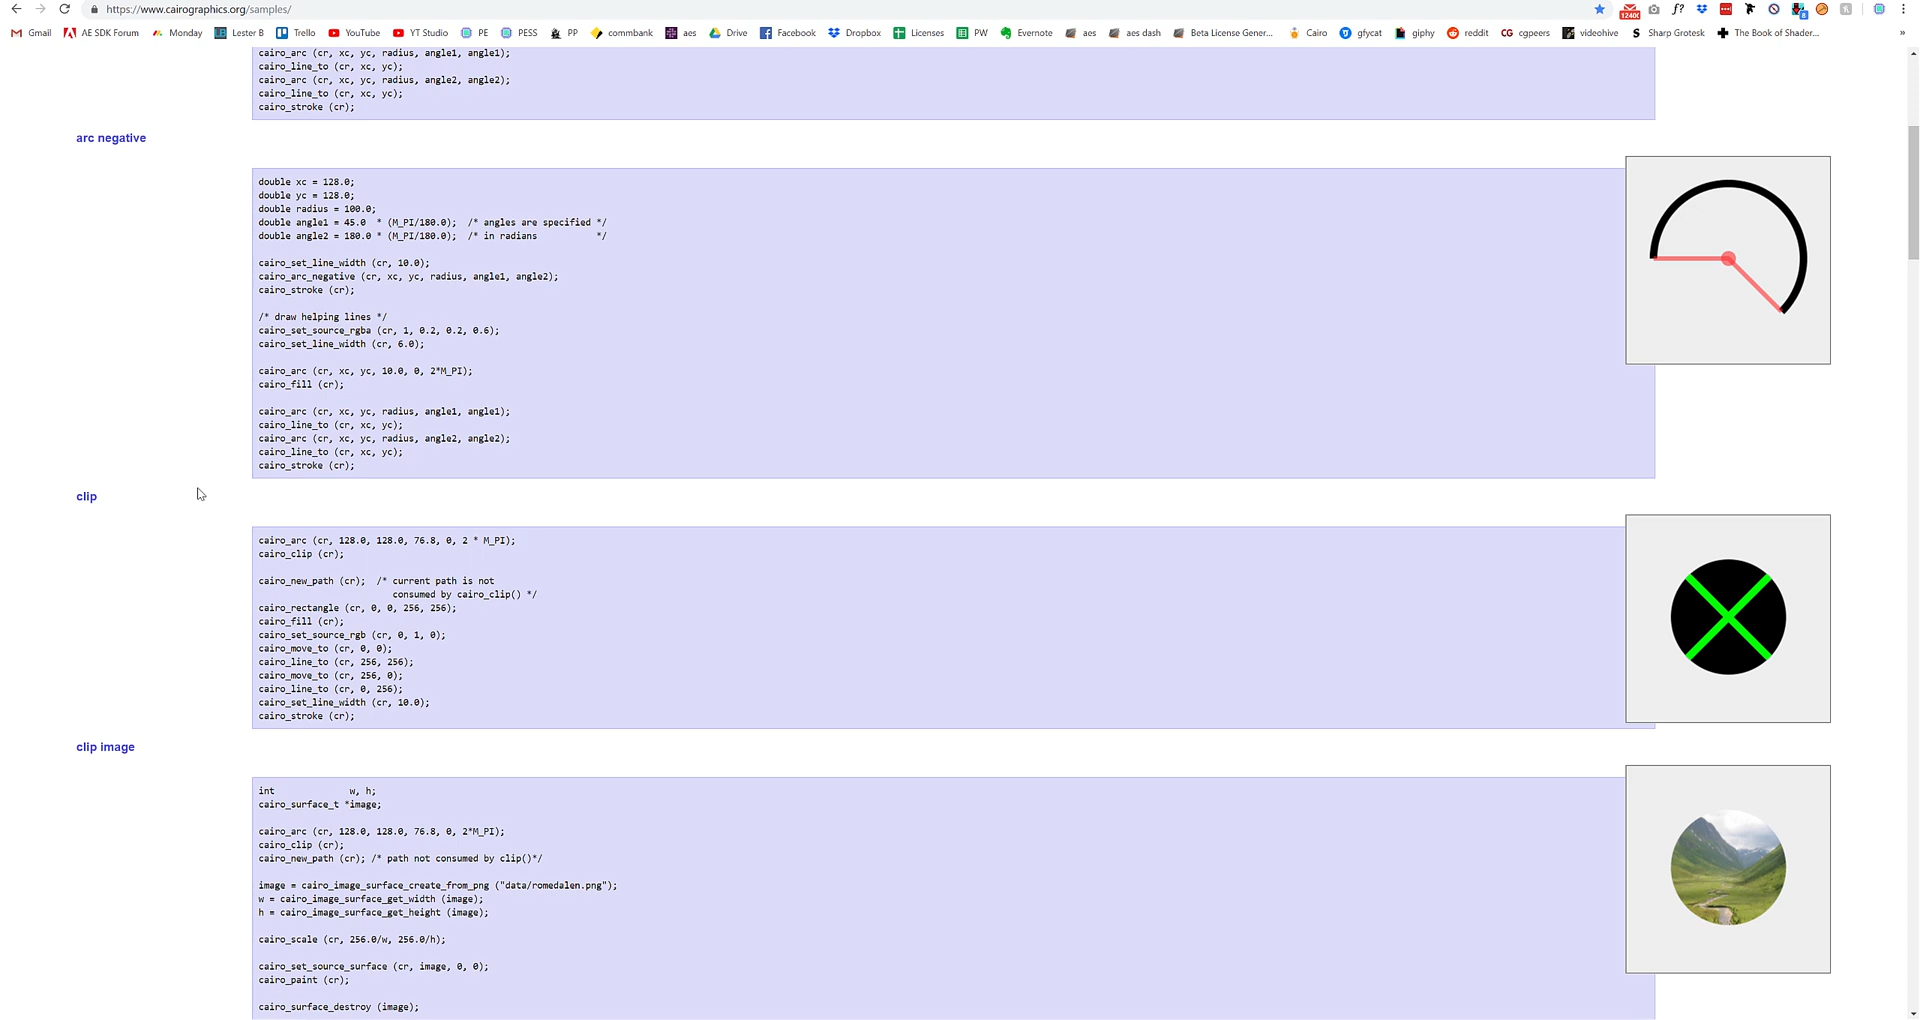 https://www.cairographics.org/samples/
12400
f?
8
Gmail AE SDK Forum Monday Lester B Trello YouTube YT Studio PE PESS PP commbank aes Drive Facebook Dropbox Licenses PW Evernote aes aes dash Beta License Gener... Cairo gfycat giphy reddit CG cgpeers videohive S Sharp Grotesk The Book of Shader... »
cairo_arc (cr, xc, yc, radius, angle1, angle1);
cairo_line_to (cr, xc, yc);
cairo_arc (cr, xc, yc, radius, angle2, angle2);
cairo_line_to (cr, xc, yc);
cairo_stroke (cr);
arc negative
double xc = 128.0;
double yc = 128.0;
double radius = 100.0;
double angle1 = 45.0  * (M_PI/180.0);  /* angles are specified */
double angle2 = 180.0 * (M_PI/180.0);  /* in radians           */
cairo_set_line_width (cr, 10.0);
cairo_arc_negative (cr, xc, yc, radius, angle1, angle2);
cairo_stroke (cr);
/* draw helping lines */
cairo_set_source_rgba (cr, 1, 0.2, 0.2, 0.6);
cairo_set_line_width (cr, 6.0);
cairo_arc (cr, xc, yc, 10.0, 0, 2*M_PI);
cairo_fill (cr);
cairo_arc (cr, xc, yc, radius, angle1, angle1);
cairo_line_to (cr, xc, yc);
cairo_arc (cr, xc, yc, radius, angle2, angle2);
cairo_line_to (cr, xc, yc);
cairo_stroke (cr);
clip
cairo_arc (cr, 128.0, 128.0, 76.8, 0, 2 * M_PI);
cairo_clip (cr);
cairo_new_path (cr);  /* current path is not
consumed by cairo_clip() */
cairo_rectangle (cr, 0, 0, 256, 256);
cairo_fill (cr);
cairo_set_source_rgb (cr, 0, 1, 0);
cairo_move_to (cr, 0, 0);
cairo_line_to (cr, 256, 256);
cairo_move_to (cr, 256, 0);
cairo_line_to (cr, 0, 256);
cairo_set_line_width (cr, 10.0);
cairo_stroke (cr);
clip image
int              w, h;
cairo_surface_t *image;
cairo_arc (cr, 128.0, 128.0, 76.8, 0, 2*M_PI);
cairo_clip (cr);
cairo_new_path (cr); /* path not consumed by clip()*/
image = cairo_image_surface_create_from_png ("data/romedalen.png");
w = cairo_image_surface_get_width (image);
h = cairo_image_surface_get_height (image);
cairo_scale (cr, 256.0/w, 256.0/h);
cairo_set_source_surface (cr, image, 0, 0);
cairo_paint (cr);
cairo_surface_destroy (image);